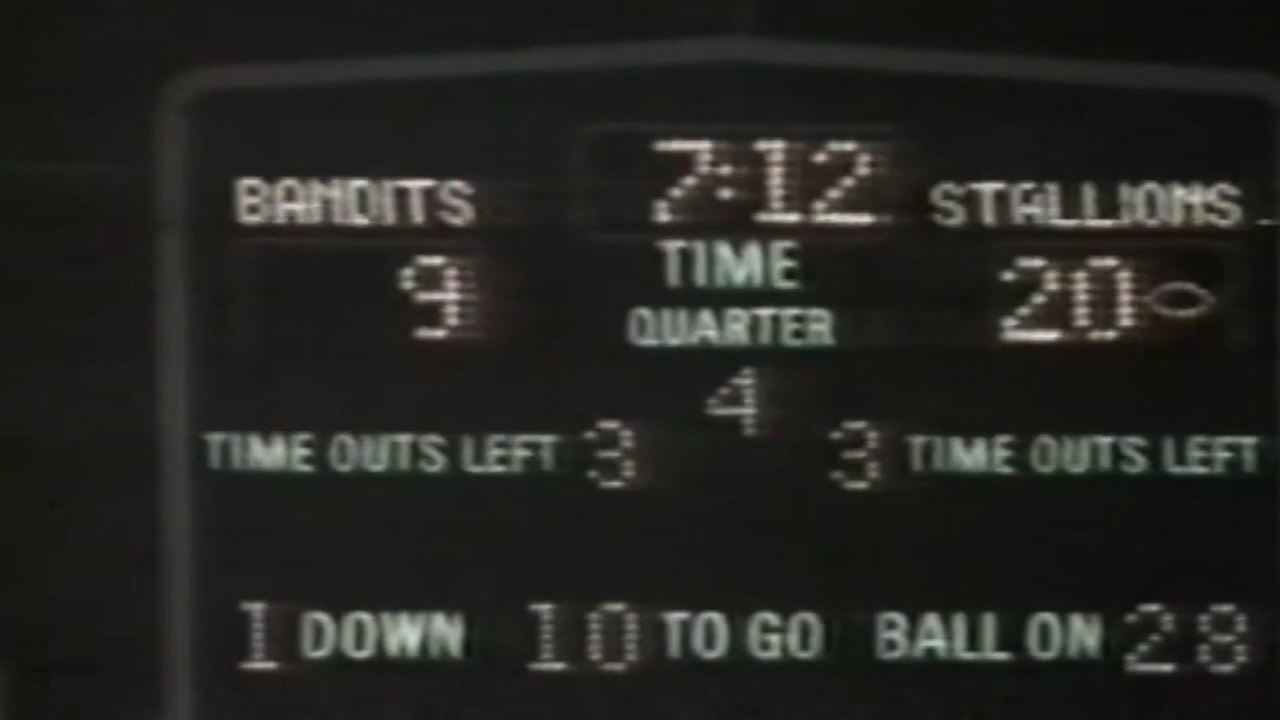 7:12
BANDITS STALLIONS
TIME
9 20
QUARTER
4
TIME OUTS LEFT 3 3 TIME OUTS LEFT
1 DOWN 10 TO GO BALL ON 28